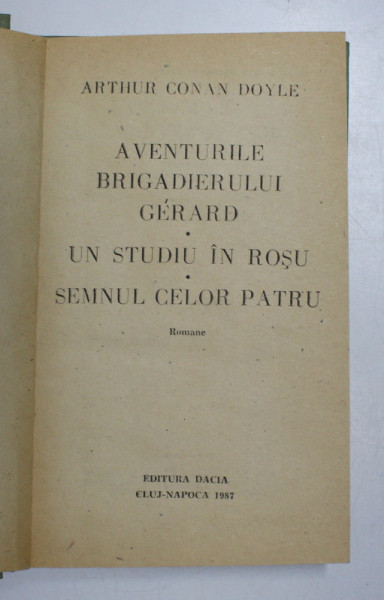 ARTHUR CONAN DOYLE
AVENTURILE
BRIGADIERULUI
GÉRARD
•
UN STUDIU ÎN ROȘU
•
SEMNUL CELOR PATRU
Romane
EDITURA DACIA
CLUJ-NAPOCA 1987